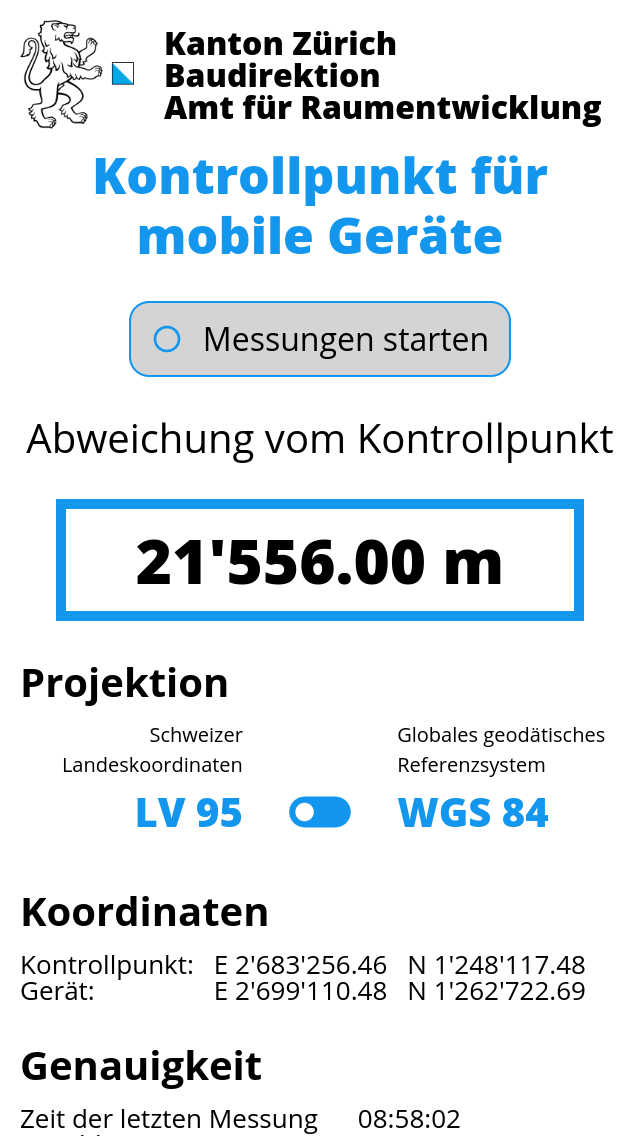 Kanton Zürich
Baudirektion
Amt für Raumentwicklung
Kontrollpunkt für
mobile Geräte
Messungen starten
Abweichung vom Kontrollpunkt
21'556.00 m
Projektion
Schweizer
Landeskoordinaten
LV 95
Globales geodätisches
Referenzsystem
WGS 84
Koordinaten
Kontrollpunkt: E 2'683'256.46 N 1'248'117.48
Gerät: E 2'699'110.48 N 1'262'722.69
Genauigkeit
Zeit der letzten Messung 08:58:02